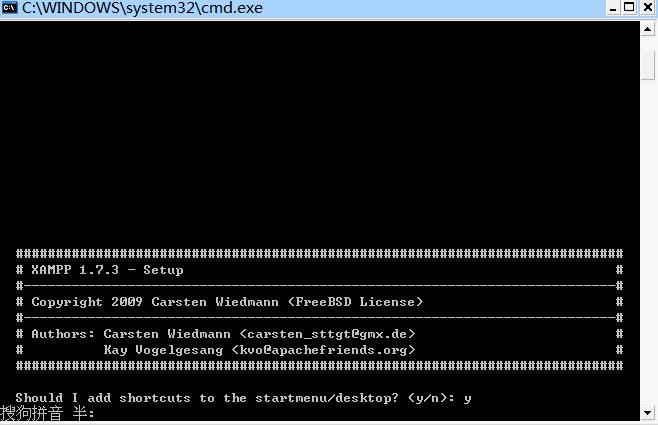 C:\WINDOWS\system32\cmd.exe
###########################################################################
# XAMPP 1.7.3 - Setup #
#-------------------------------------------------------------------------#
# Copyright 2009 Carsten Wiedmann (FreeBSD License) #
#-------------------------------------------------------------------------#
# Authors: Carsten Wiedmann <carsten_sttgt@gmx.de> #
# Kay Vogelgesang <kvo@apachefriends.org> #
###########################################################################
Should I add shortcuts to the startmenu/desktop? (y/n): y
搜狗拼音 半: